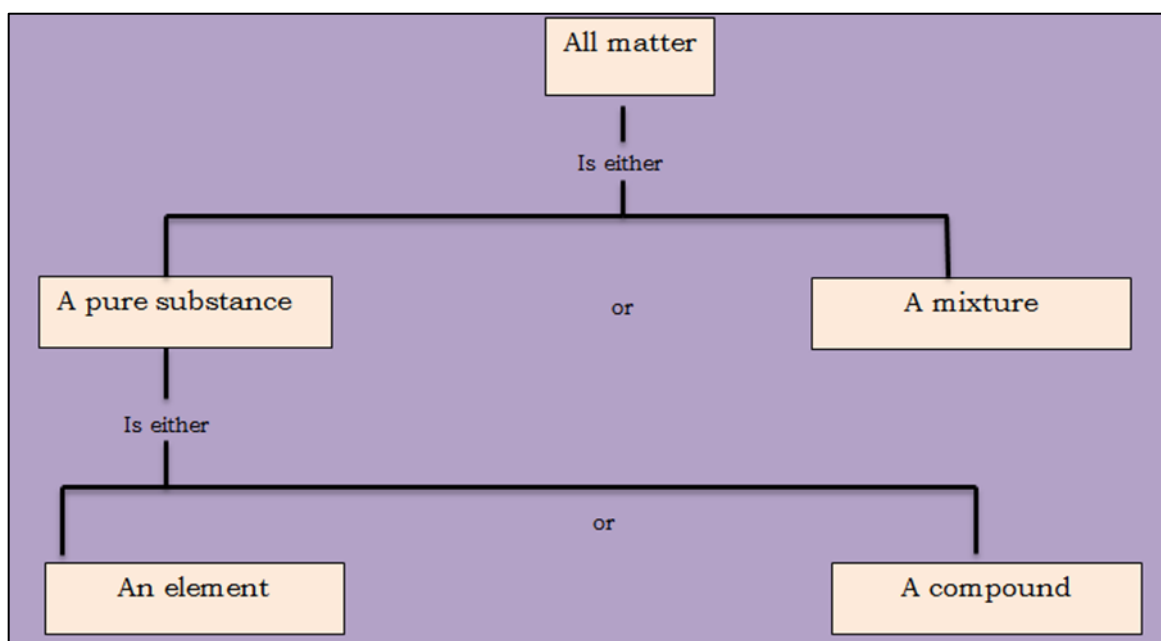 All matter
Is either
A pure substance
or
A mixture
Is either
or
An element
A compound